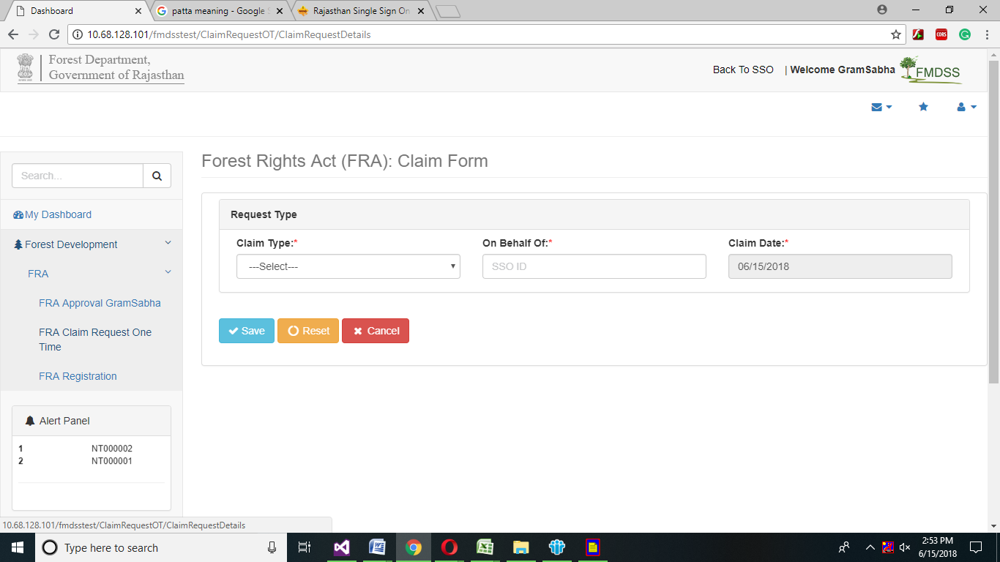 Dashboard
patta meaning - Google S
Rajasthan Single Sign On
10.68.128.101/fmdsstest/ClaimRequestOT/ClaimRequestDetails
CORS
Forest Department,
Government of Rajasthan
Back To SSO | Welcome GramSabha
FMDSS
Search...
My Dashboard
Forest Development
FRA
FRA Approval GramSabha
FRA Claim Request One
Time
FRA Registration
Alert Panel
1 NT000002
2 NT000001
Forest Rights Act (FRA): Claim Form
Request Type
Claim Type:* On Behalf Of:* Claim Date:*
---Select--- SSO ID 06/15/2018
Save Reset Cancel
10.68.128.101/fmdsstest/ClaimRequestOT/ClaimRequestDetails
Type here to search
2:53 PM
6/15/2018